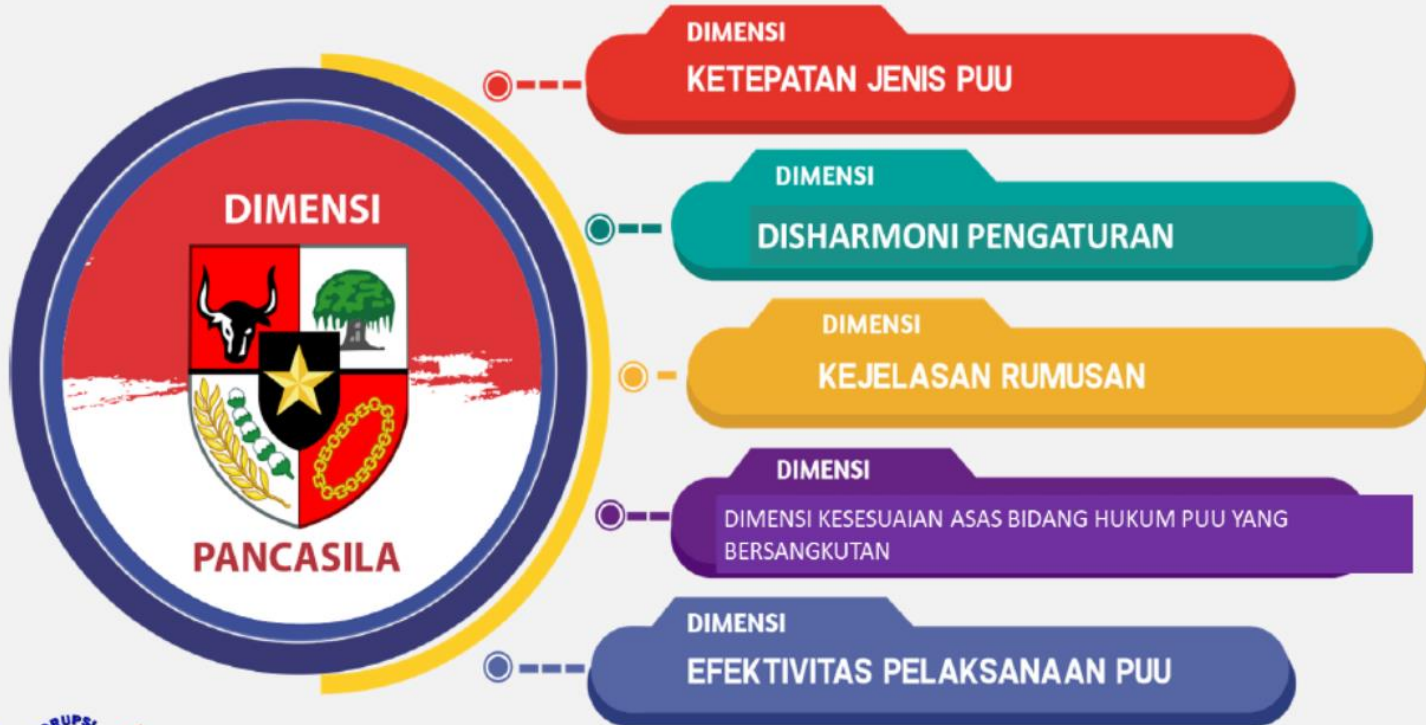 DIMENSI
PANCASILA
DIMENSI
KETEPATAN JENIS PUU
DIMENSI
DISHARMONI PENGATURAN
DIMENSI
KEJELASAN RUMUSAN
DIMENSI
DIMENSI KESESUAIAN ASAS BIDANG HUKUM PUU YANG
BERSANGKUTAN
DIMENSI
EFEKTIVITAS PELAKSANAAN PUU